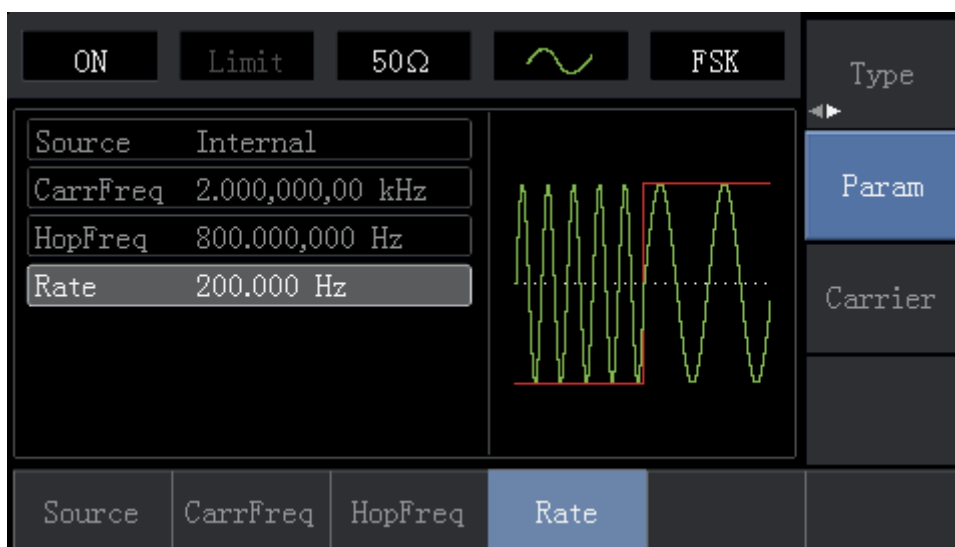 ON Limit 50Ω FSK
Type
Source Internal
CarrFreq 2.000,000,00 kHz
HopFreq 800.000,000 Hz
Rate 200.000 Hz
Param
Carrier
Source CarrFreq HopFreq Rate